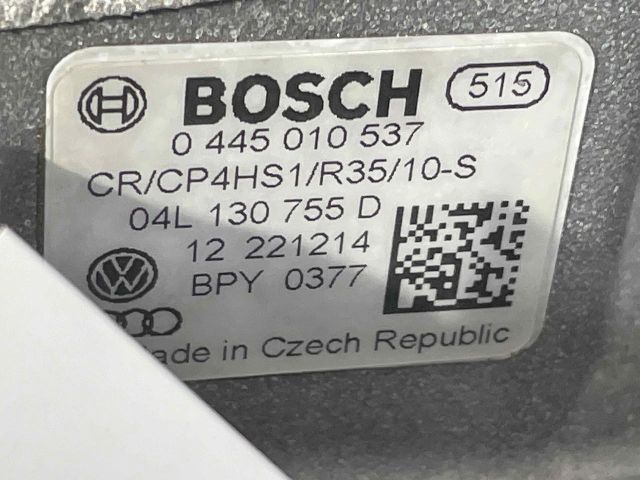 BOSCH 515
0 445 010 537
CR/CP4HS1/R35/10-S
04L 130 755 D
12 221214
BPY 0377
ade in Czech Republic